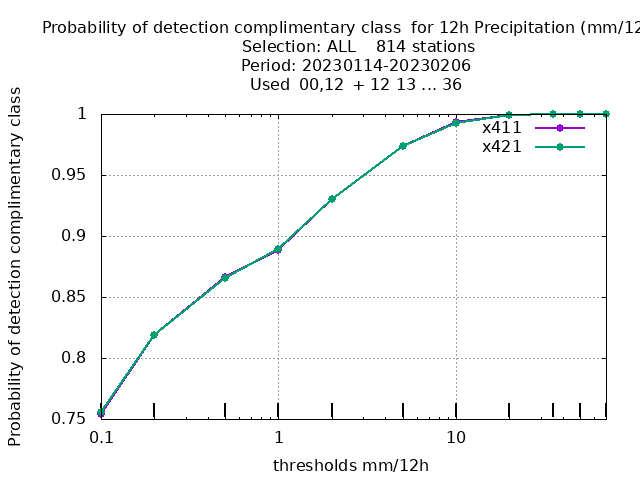 Probability of detection complimentary class for 12h Precipitation (mm/12
Selection: ALL 814 stations
Period: 20230114-20230206
Used 00,12 + 12 13 ... 36
Probability of detection complimentary class
1
0.95
0.9
0.85
0.8
0.75
x411
x421
0.1
1
10
thresholds mm/12h